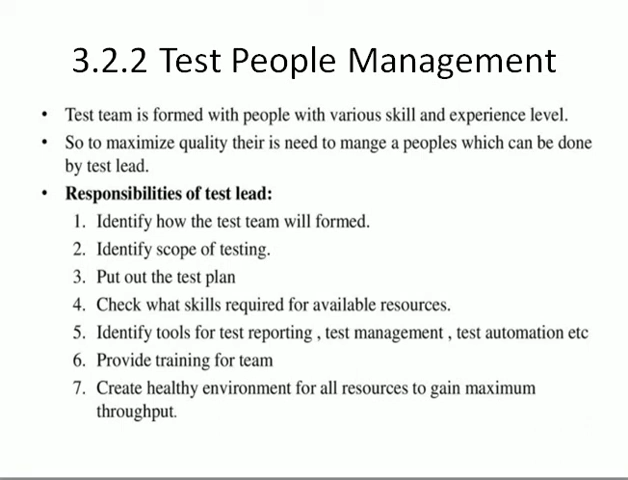 3.2.2 Test People Management
• Test team is formed with people with various skill and experience level.
• So to maximize quality their is need to mange a peoples which can be done
by test lead.
• Responsibilities of test lead:
1. Identify how the test team will formed.
2. Identify scope of testing.
3. Put out the test plan
4. Check what skills required for available resources.
5. Identify tools for test reporting , test management , test automation etc
6. Provide training for team
7. Create healthy environment for all resources to gain maximum
throughput.